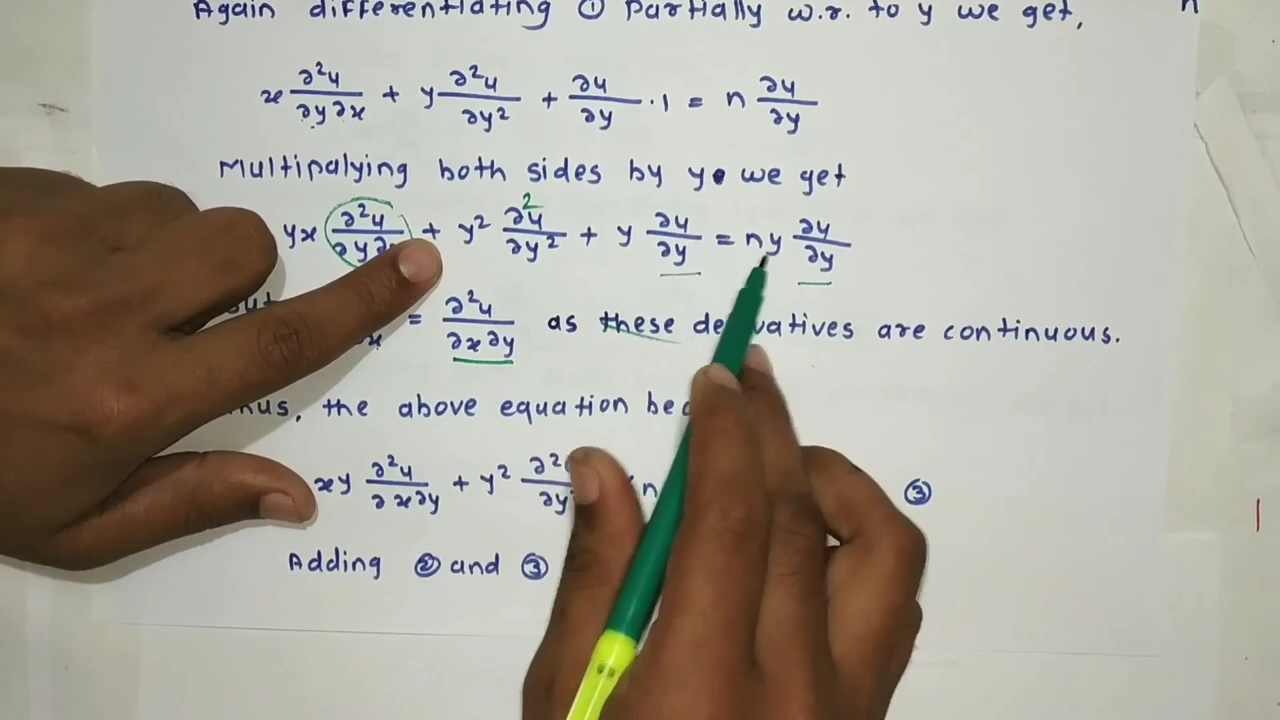 Again differentiating ① partially w.r. to y we get,
x ∂²u/∂y∂x + y ∂²u/∂y² + ∂u/∂y · 1 = n ∂u/∂y
Multipalying both sides by y we get
yx ∂²u/∂y∂x + y² ∂²u/∂y² + y ∂u/∂y = ny ∂u/∂y
= ∂²u/∂x∂y as these derivatives are continuous.
the above equation
xy ∂²u/∂x∂y + y² ③
Adding ② and ③